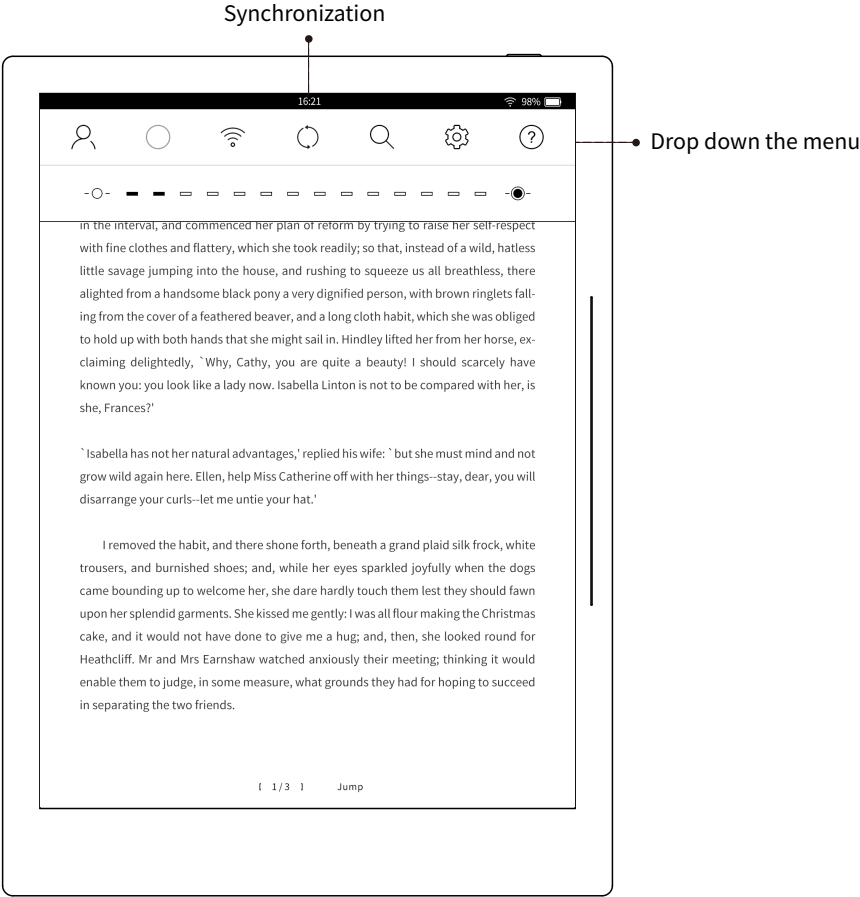 Synchronization
16:21 98%
Drop down the menu
?
in the interval, and commenced her plan of reform by trying to raise her self-respect
with fine clothes and flattery, which she took readily; so that, instead of a wild, hatless
little savage jumping into the house, and rushing to squeeze us all breathless, there
alighted from a handsome black pony a very dignified person, with brown ringlets fall-
ing from the cover of a feathered beaver, and a long cloth habit, which she was obliged
to hold up with both hands that she might sail in. Hindley lifted her from her horse, ex-
claiming delightedly, `Why, Cathy, you are quite a beauty! I should scarcely have
known you: you look like a lady now. Isabella Linton is not to be compared with her, is
she, Frances?'
`Isabella has not her natural advantages,' replied his wife: `but she must mind and not
grow wild again here. Ellen, help Miss Catherine off with her things--stay, dear, you will
disarrange your curls--let me untie your hat.'
I removed the habit, and there shone forth, beneath a grand plaid silk frock, white
trousers, and burnished shoes; and, while her eyes sparkled joyfully when the dogs
came bounding up to welcome her, she dare hardly touch them lest they should fawn
upon her splendid garments. She kissed me gently: I was all flour making the Christmas
cake, and it would not have done to give me a hug; and, then, she looked round for
Heathcliff. Mr and Mrs Earnshaw watched anxiously their meeting; thinking it would
enable them to judge, in some measure, what grounds they had for hoping to succeed
in separating the two friends.
[ 1/3 ] Jump